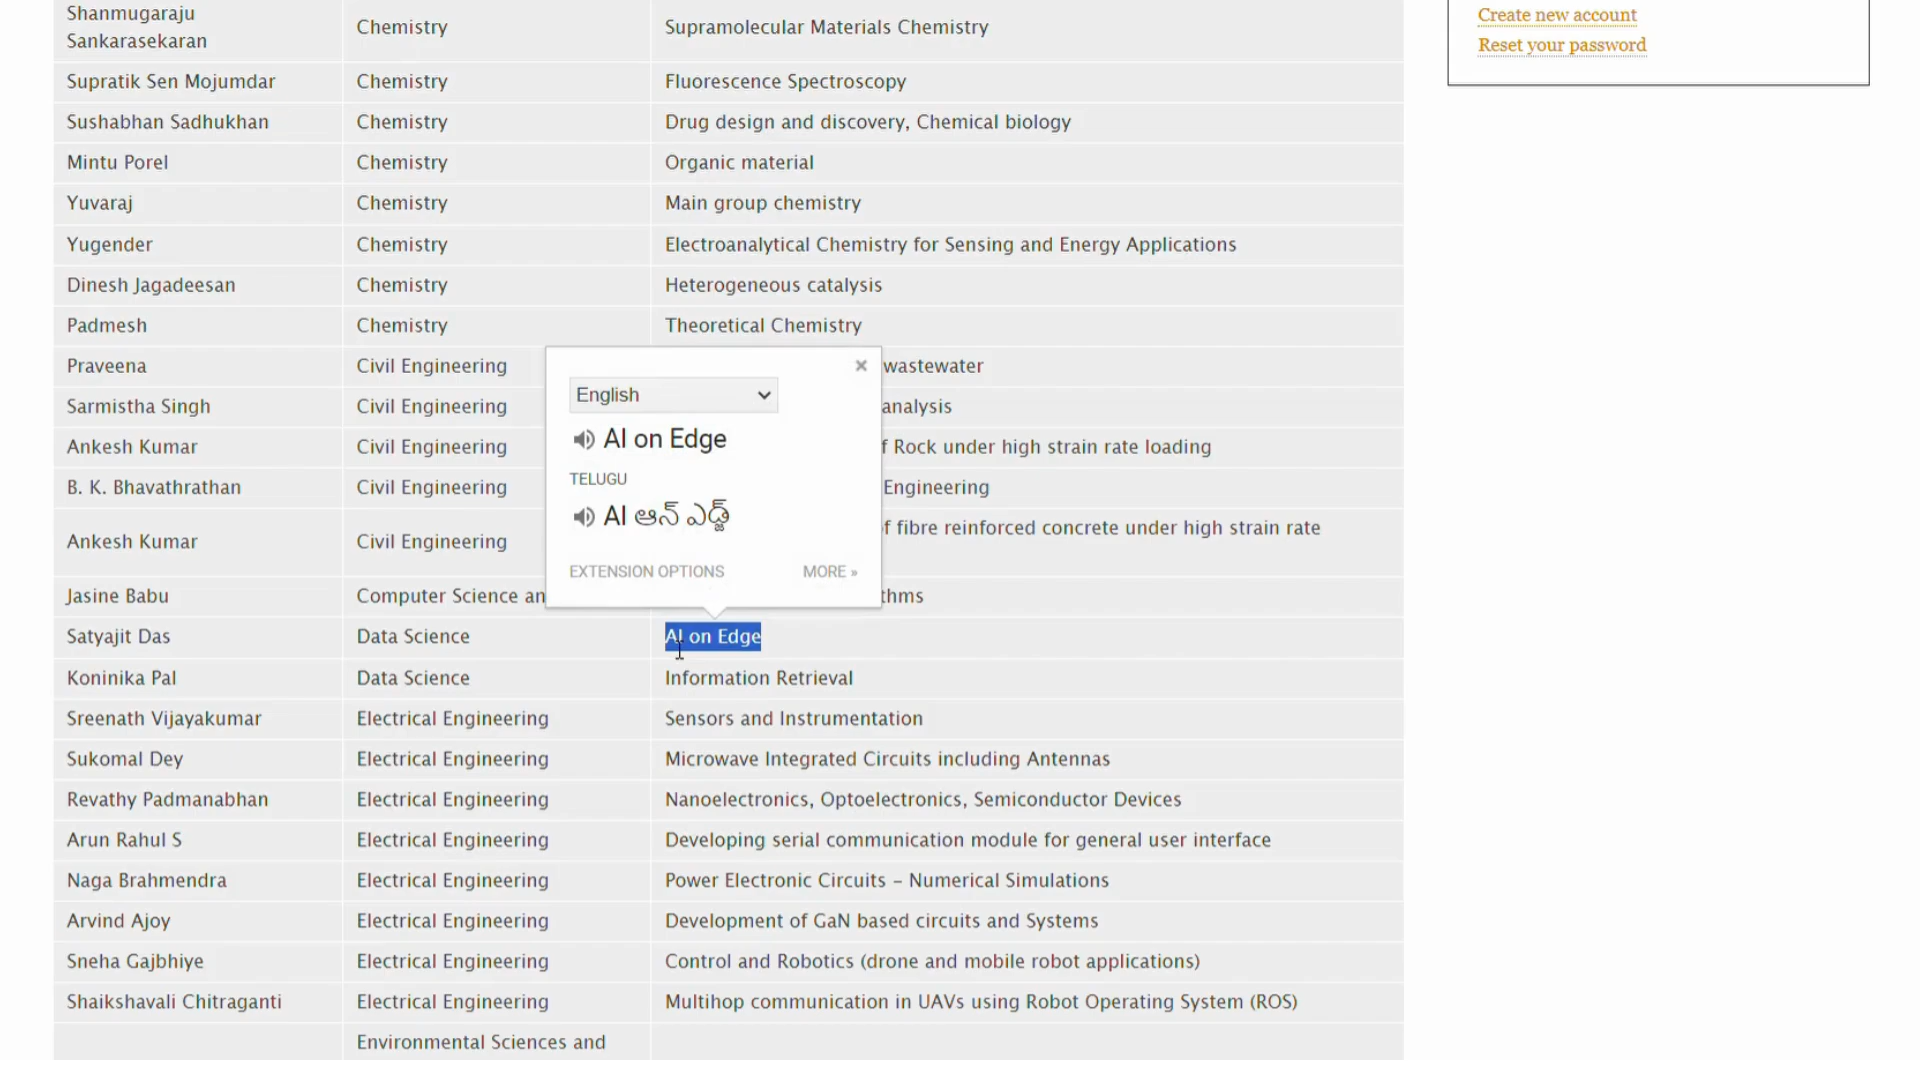 Shanmugaraju
Sankarasekaran
Chemistry
Supramolecular Materials Chemistry
Create new account
Reset your password
Supratik Sen Mojumdar Chemistry Fluorescence Spectroscopy
Sushabhan Sadhukhan Chemistry Drug design and discovery, Chemical biology
Mintu Porel Chemistry Organic material
Yuvaraj Chemistry Main group chemistry
Yugender Chemistry Electroanalytical Chemistry for Sensing and Energy Applications
Dinesh Jagadeesan Chemistry Heterogeneous catalysis
Padmesh Chemistry Theoretical Chemistry
Praveena Civil Engineering wastewater
Sarmistha Singh Civil Engineering analysis
Ankesh Kumar Civil Engineering f Rock under high strain rate loading
B. K. Bhavathrathan Civil Engineering Engineering
Ankesh Kumar Civil Engineering of fibre reinforced concrete under high strain rate
English
AI on Edge
TELUGU
AI ఆన్ ఎడ్జ్
EXTENSION OPTIONS MORE »
Jasine Babu Computer Science an thms
Satyajit Das Data Science AI on Edge
Koninika Pal Data Science Information Retrieval
Sreenath Vijayakumar Electrical Engineering Sensors and Instrumentation
Sukomal Dey Electrical Engineering Microwave Integrated Circuits including Antennas
Revathy Padmanabhan Electrical Engineering Nanoelectronics, Optoelectronics, Semiconductor Devices
Arun Rahul S Electrical Engineering Developing serial communication module for general user interface
Naga Brahmendra Electrical Engineering Power Electronic Circuits – Numerical Simulations
Arvind Ajoy Electrical Engineering Development of GaN based circuits and Systems
Sneha Gajbhiye Electrical Engineering Control and Robotics (drone and mobile robot applications)
Shaikshavali Chitraganti Electrical Engineering Multihop communication in UAVs using Robot Operating System (ROS)
Environmental Sciences and